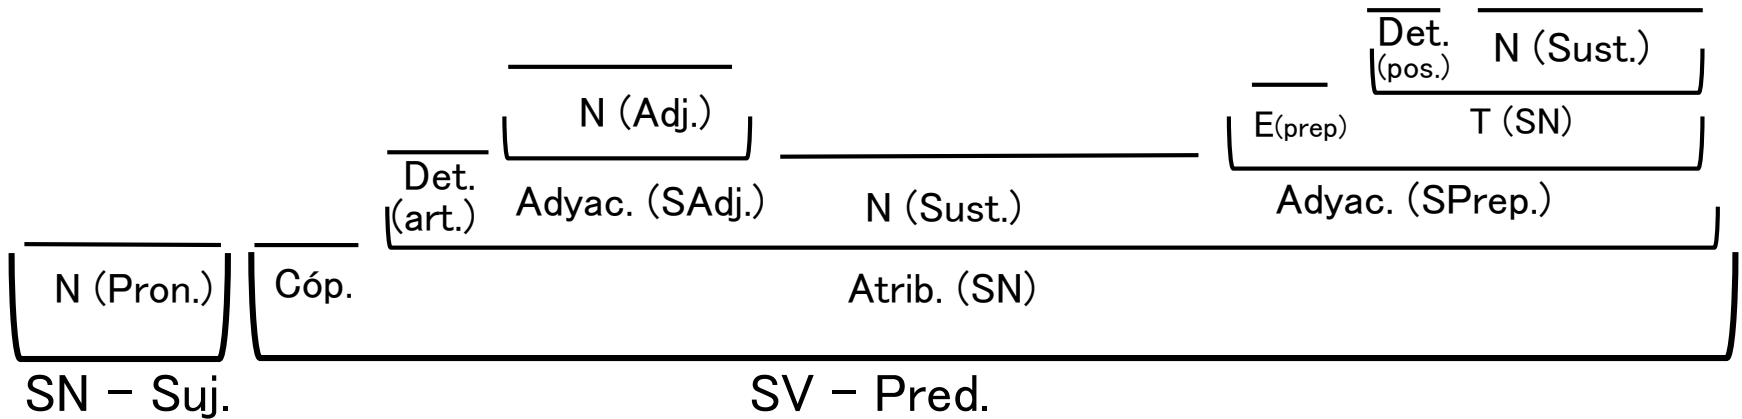 Det.
(pos.)
N (Sust.)
N (Adj.)
E(prep)
T (SN)
Det.
(art.)
Adyac. (SAdj.)
N (Sust.)
Adyac. (SPrep.)
N (Pron.)
Cóp.
Atrib. (SN)
SN - Suj.
SV - Pred.